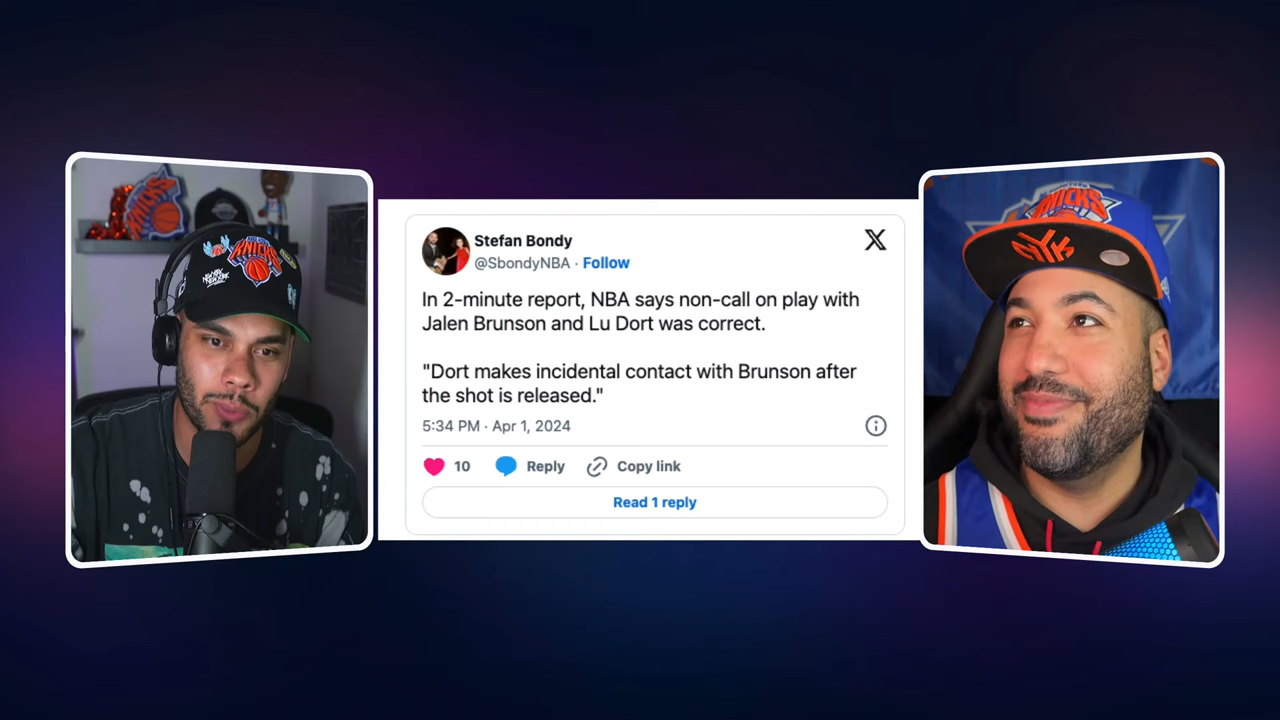 KNICKS
KNICKS
KNICKS
NYK
Stefan Bondy
@SbondyNBA · Follow
In 2-minute report, NBA says non-call on play with
Jalen Brunson and Lu Dort was correct.
"Dort makes incidental contact with Brunson after
the shot is released."
5:34 PM · Apr 1, 2024
10 Reply Copy link
Read 1 reply